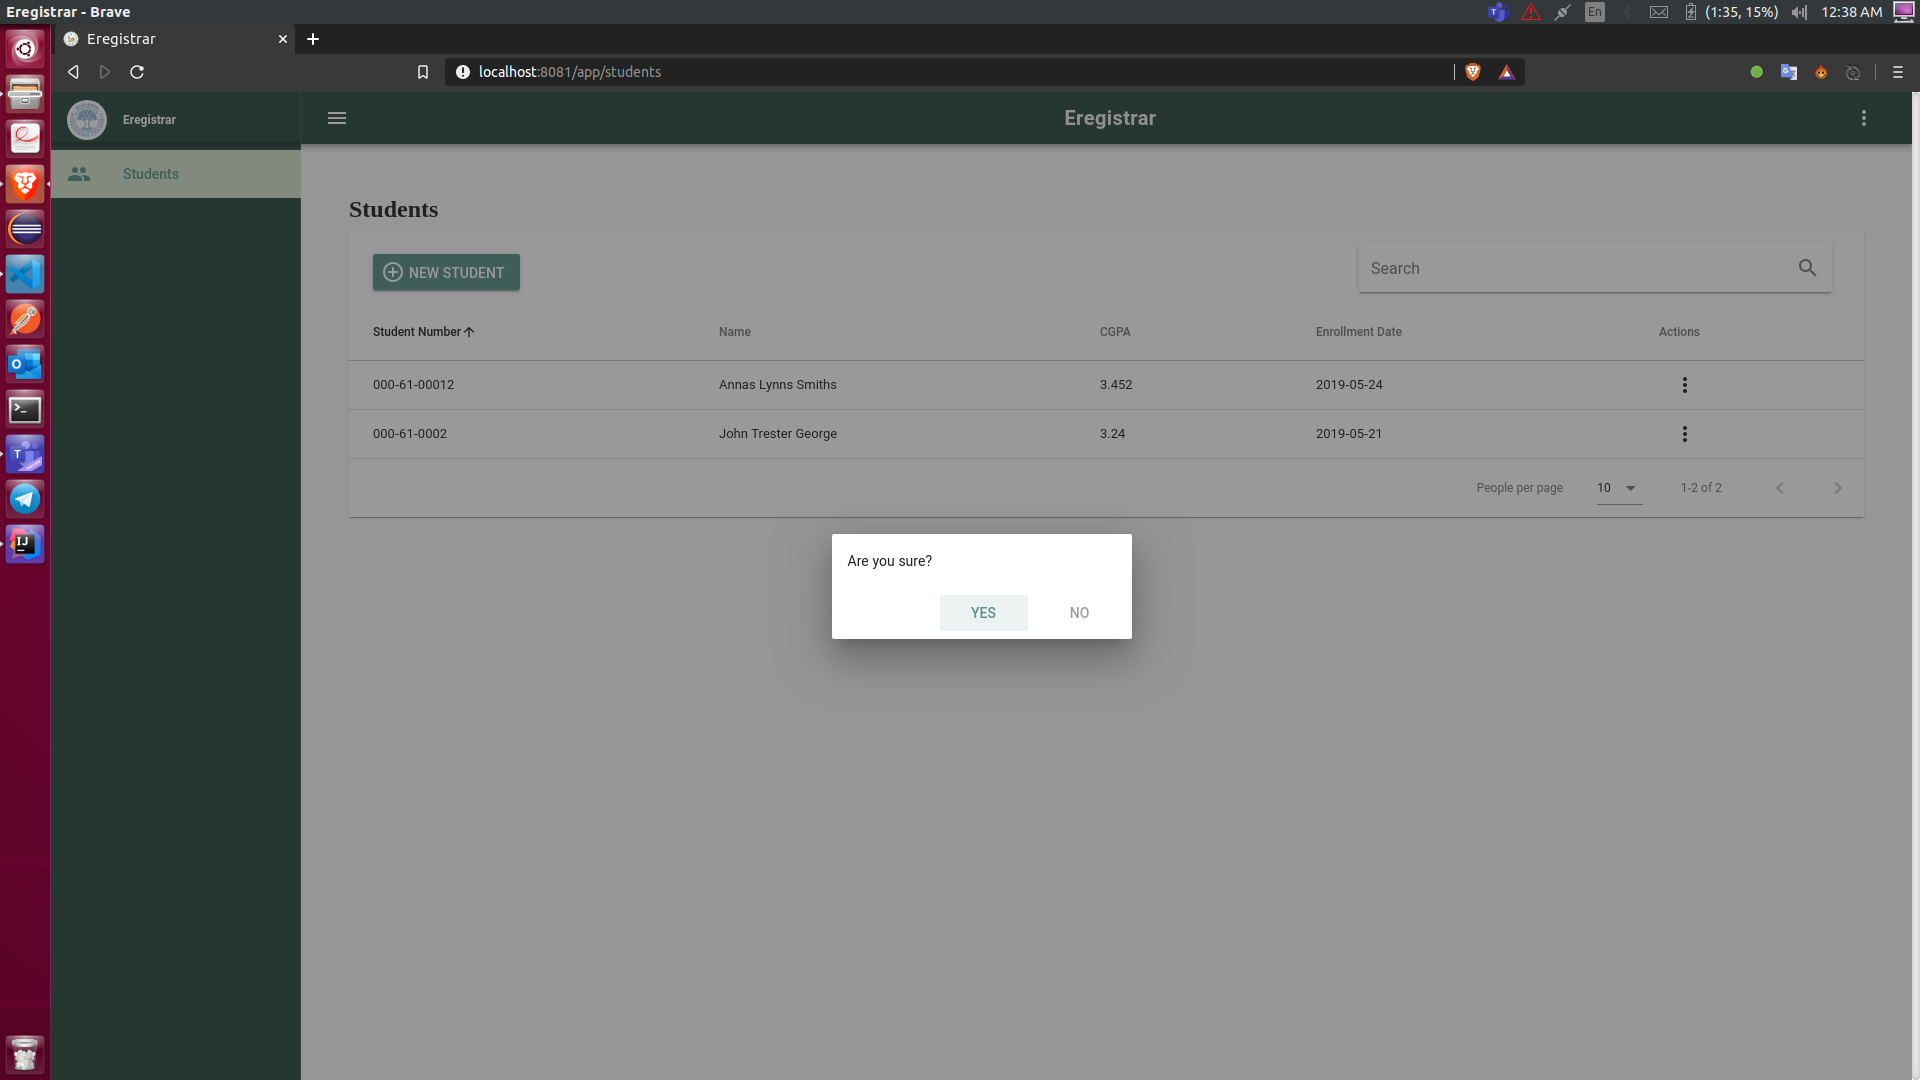 Eregistrar - Brave
En
(1:35, 15%)
12:38 AM
Eregistrar
localhost:8081/app/students
Eregistrar
Eregistrar
Students
Students
NEW STUDENT
Search
Student Number Name CGPA Enrollment Date Actions
000-61-00012 Annas Lynns Smiths 3.452 2019-05-24
000-61-0002 John Trester George 3.24 2019-05-21
People per page 10 1-2 of 2
Are you sure?
YES NO